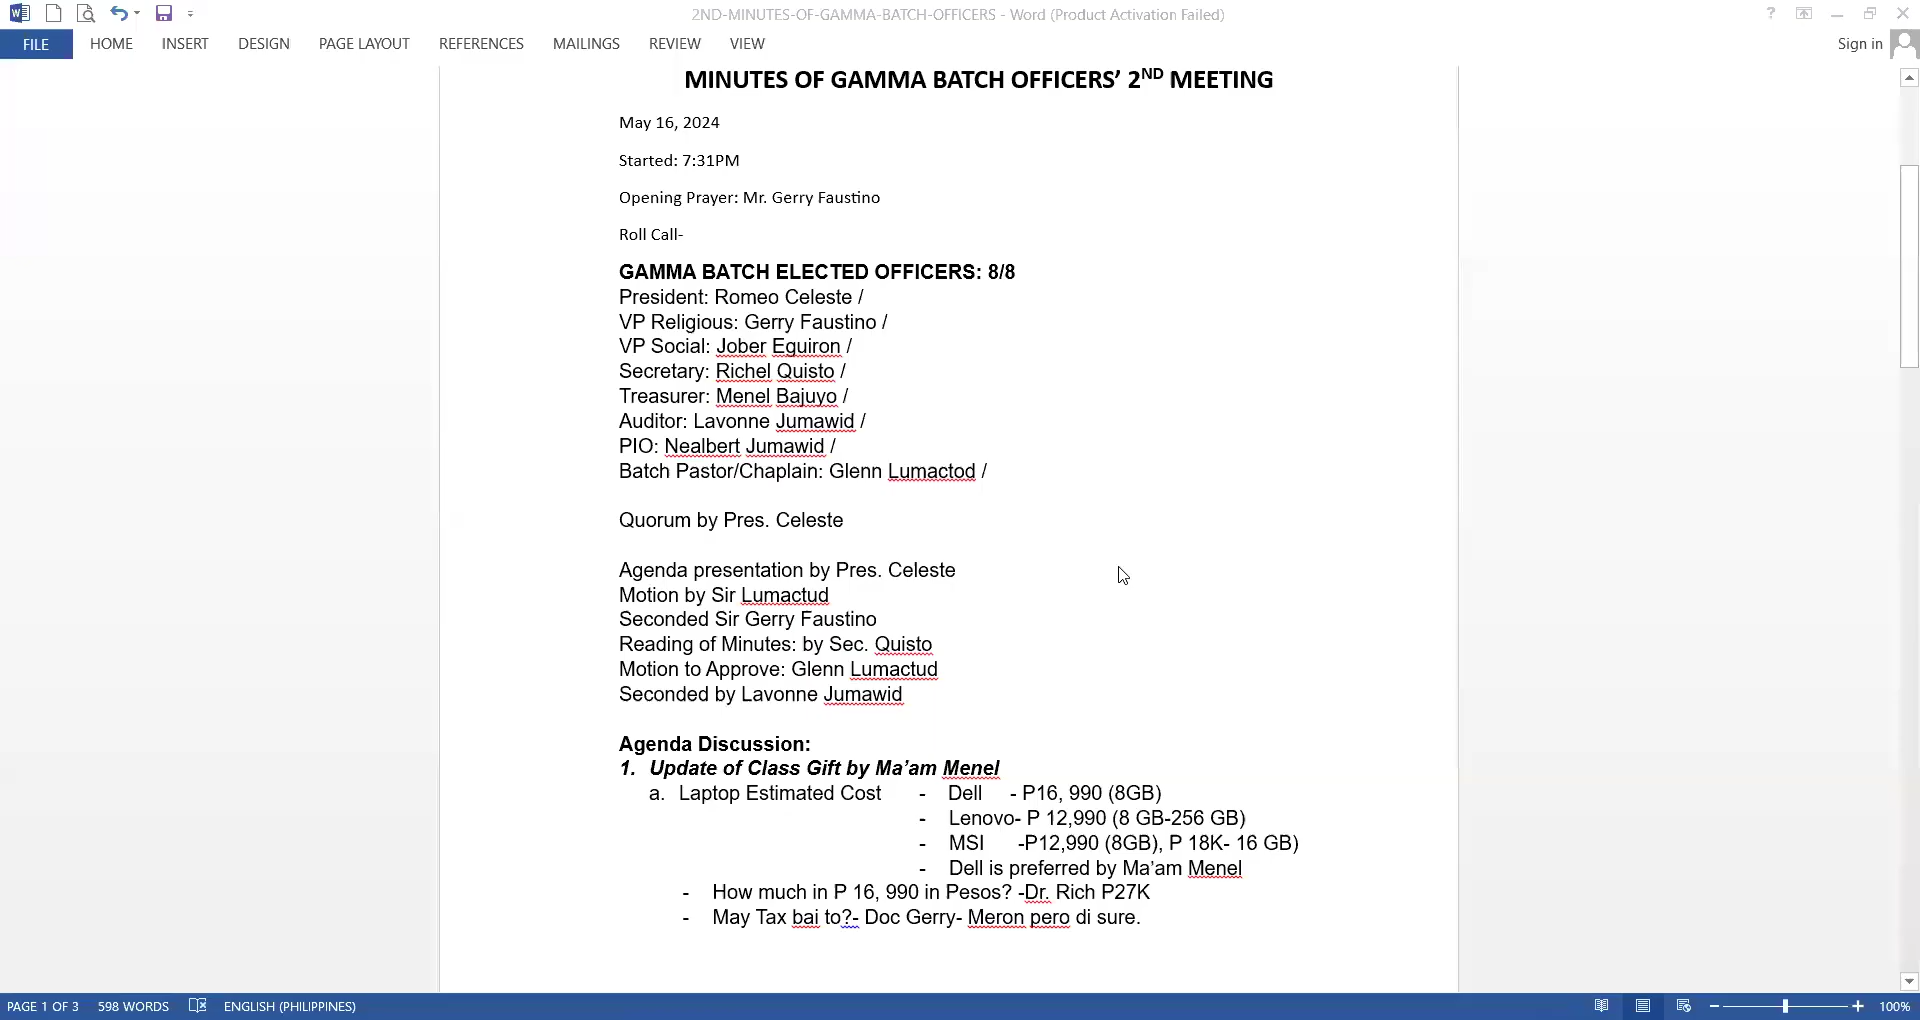 2ND-MINUTES-OF-GAMMA-BATCH-OFFICERS - Word (Product Activation Failed)
FILE HOME INSERT DESIGN PAGE LAYOUT REFERENCES MAILINGS REVIEW VIEW Sign in
MINUTES OF GAMMA BATCH OFFICERS’ 2ND MEETING
May 16, 2024
Started: 7:31PM
Opening Prayer: Mr. Gerry Faustino
Roll Call-
GAMMA BATCH ELECTED OFFICERS: 8/8
President: Romeo Celeste /
VP Religious: Gerry Faustino /
VP Social: Jober Eguiron /
Secretary: Richel Quisto /
Treasurer: Menel Bajuyo /
Auditor: Lavonne Jumawid /
PIO: Nealbert Jumawid /
Batch Pastor/Chaplain: Glenn Lumactod /
Quorum by Pres. Celeste
Agenda presentation by Pres. Celeste
Motion by Sir Lumactud
Seconded Sir Gerry Faustino
Reading of Minutes: by Sec. Quisto
Motion to Approve: Glenn Lumactud
Seconded by Lavonne Jumawid
Agenda Discussion:
1. Update of Class Gift by Ma’am Menel
a. Laptop Estimated Cost - Dell - P16, 990 (8GB)
- Lenovo- P 12,990 (8 GB-256 GB)
- MSI -P12,990 (8GB), P 18K- 16 GB)
- Dell is preferred by Ma’am Menel
- How much in P 16, 990 in Pesos? -Dr. Rich P27K
- May Tax bai to?- Doc Gerry- Meron pero di sure.
PAGE 1 OF 3 598 WORDS ENGLISH (PHILIPPINES) 100%